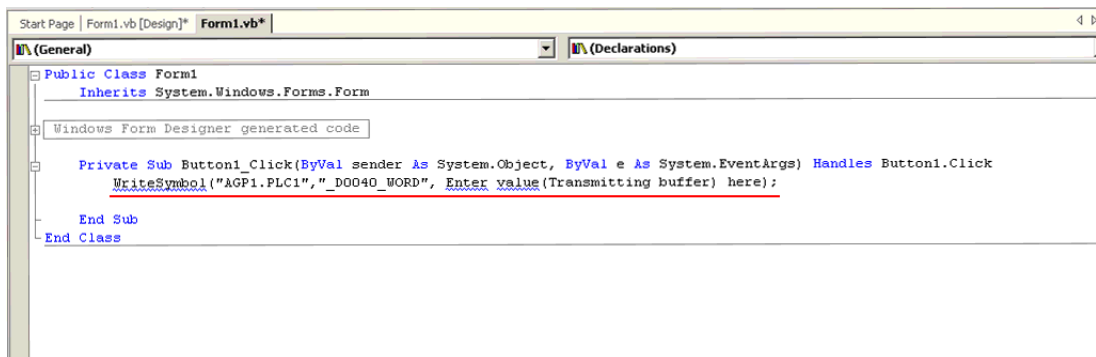 Start Page Form1.vb [Design]* Form1.vb*
(General) (Declarations)
Public Class Form1
Inherits System.Windows.Forms.Form
Windows Form Designer generated code
Private Sub Button1_Click(ByVal sender As System.Object, ByVal e As System.EventArgs) Handles Button1.Click
WriteSymbol("AGP1.PLC1","_D0040_WORD", Enter value(Transmitting buffer) here);
End Sub
End Class